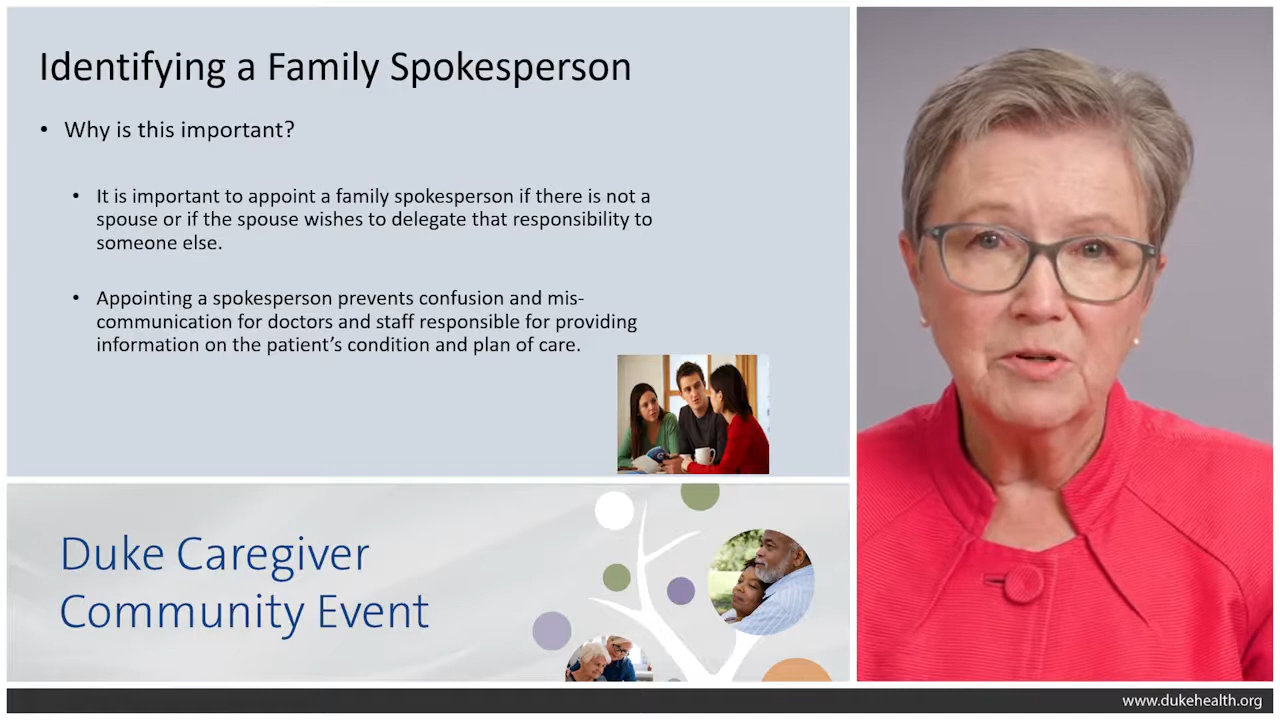 Identifying a Family Spokesperson
• Why is this important?
• It is important to appoint a family spokesperson if there is not a
spouse or if the spouse wishes to delegate that responsibility to
someone else.
• Appointing a spokesperson prevents confusion and mis-
communication for doctors and staff responsible for providing
information on the patient’s condition and plan of care.
Duke Caregiver
Community Event
www.dukehealth.org